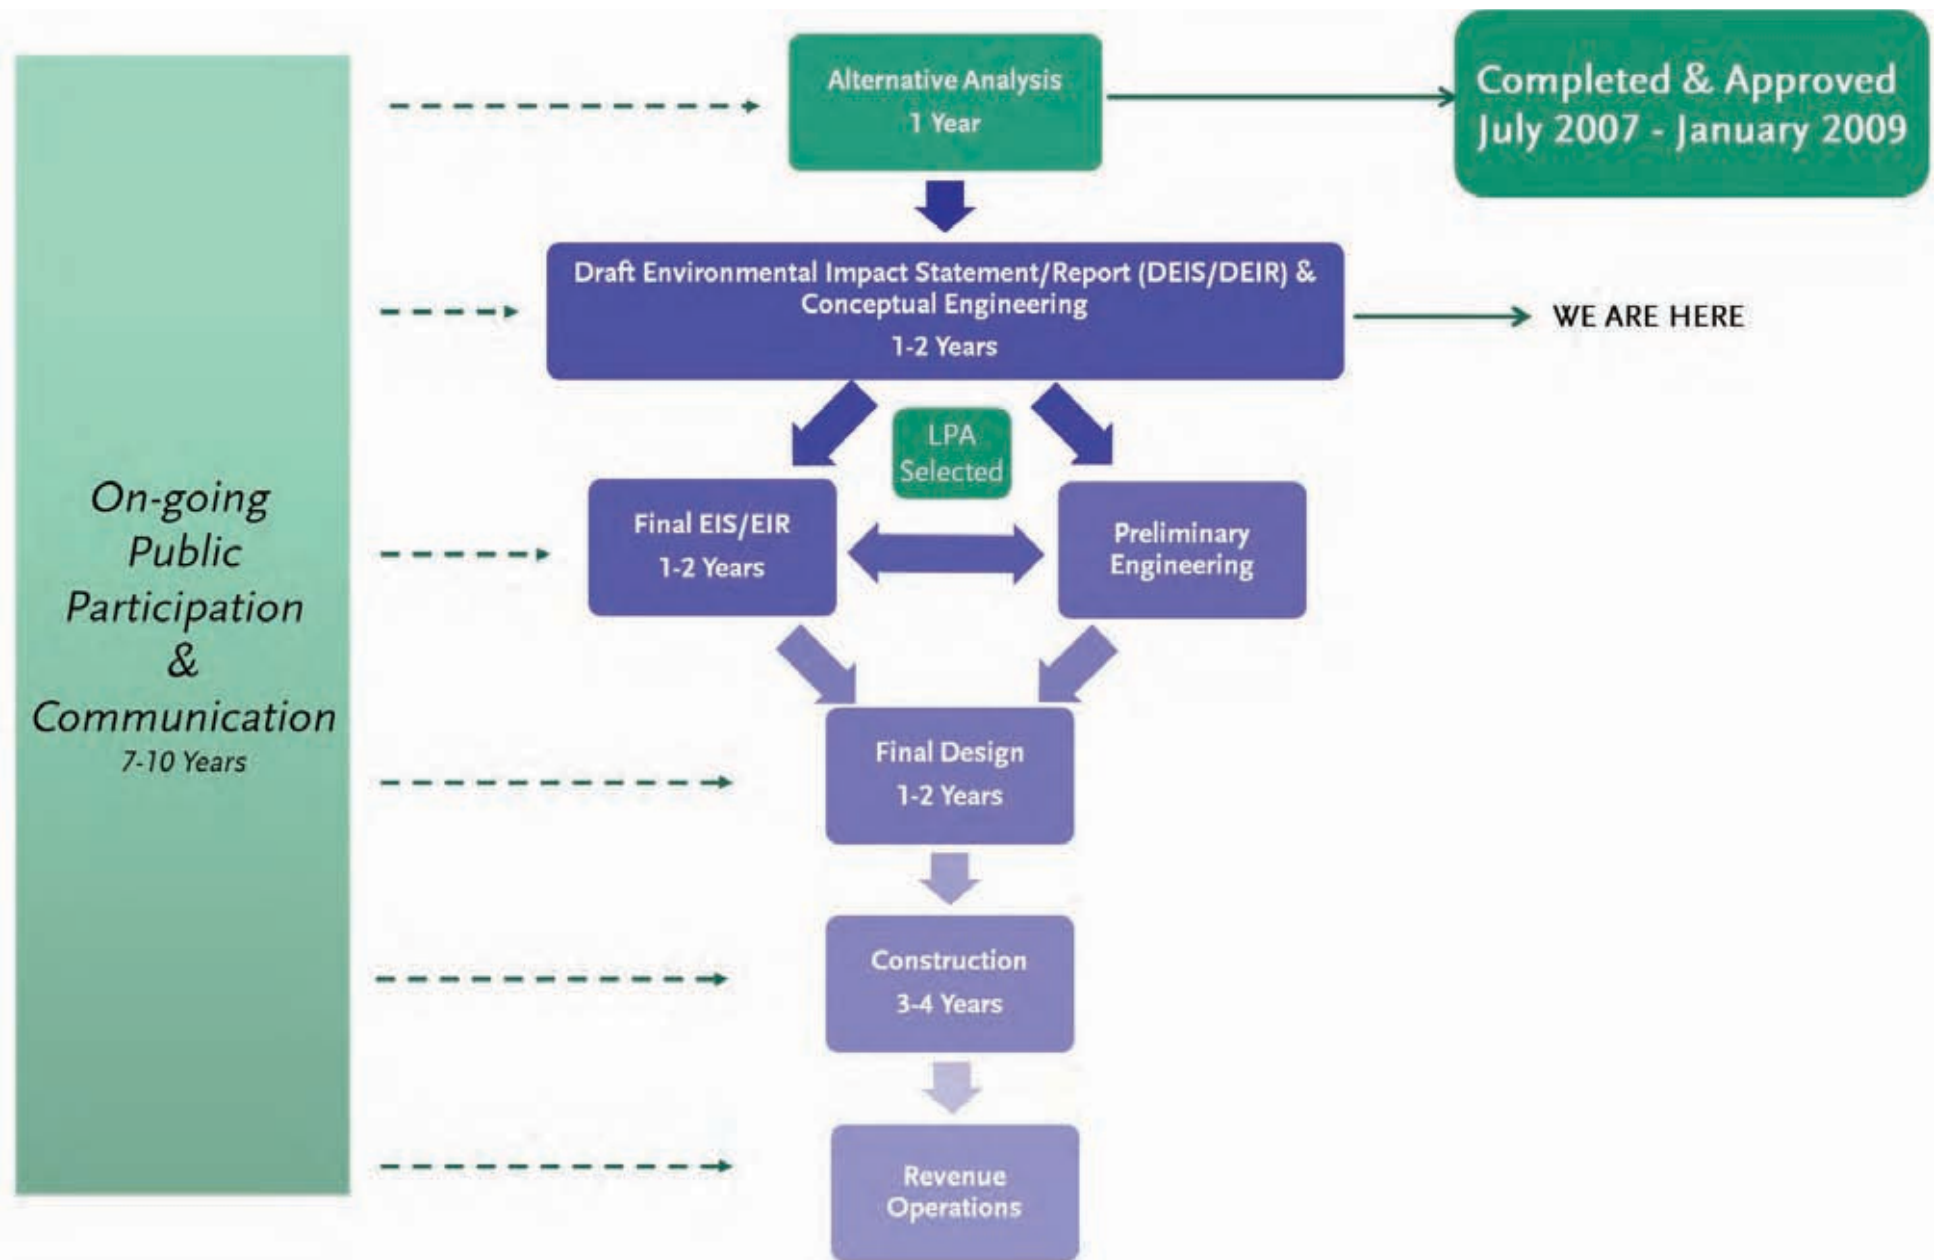 Alternative Analysis
1 Year
Completed & Approved
July 2007 - January 2009
Draft Environmental Impact Statement/Report (DEIS/DEIR) &
Conceptual Engineering
1-2 Years
WE ARE HERE
LPA
Selected
On-going
Public
Participation
&
Communication
7-10 Years
Final EIS/EIR
1-2 Years
Preliminary
Engineering
Final Design
1-2 Years
Construction
3-4 Years
Revenue
Operations